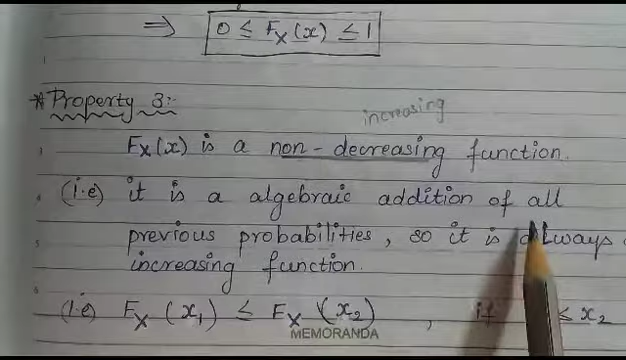 ⇒ 0 ≤ Fx(x) ≤ 1
* Property 3:-
increasing
Fx(x) is a non-decreasing function.
(i.e) it is a algebraic addition of all
previous probabilities, so it is always
increasing function.
(i.e) Fx(x1) ≤ Fx(x2), if ≤ x2
MEMORANDA